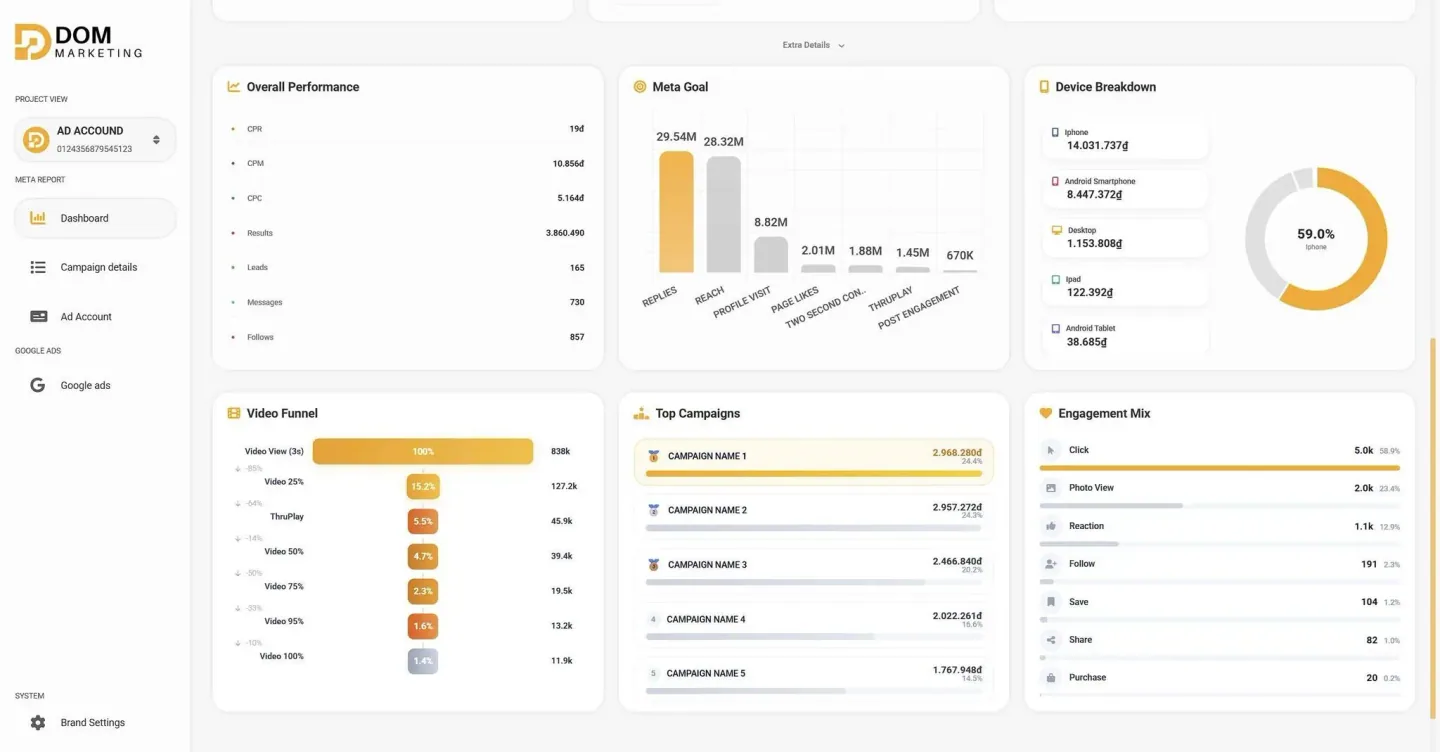 DOM
MARKETING
PROJECT VIEW
AD ACCOUND
0124356879545123
META REPORT
Dashboard
Campaign details
Ad Account
GOOGLE ADS
Google ads
SYSTEM
Brand Settings
Extra Details
Overall Performance
CPR 19đ
CPM 10.856đ
CPC 5.164đ
Results 3.860.490
Leads 165
Messages 730
Follows 857
Meta Goal
29.54M
28.32M
8.82M
2.01M
1.88M
1.45M
670K
REPLIES
REACH
PROFILE VISIT
PAGE LIKES
TWO SECOND CON..
THRUPLAY
POST ENGAGEMENT
Device Breakdown
Iphone
14.031.737₫
Android Smartphone
8.447.372₫
Desktop
1.153.808₫
Ipad
122.392₫
Android Tablet
38.685₫
59.0%
Iphone
Video Funnel
Video View (3s) 100% 838k
-85%
Video 25% 15.2% 127.2k
-64%
ThruPlay 5.5% 45.9k
-14%
Video 50% 4.7% 39.4k
-50%
Video 75% 2.3% 19.5k
-33%
Video 95% 1.6% 13.2k
-10%
Video 100% 1.4% 11.9k
Top Campaigns
1 CAMPAIGN NAME 1 2.968.280đ
24.4%
2 CAMPAIGN NAME 2 2.957.272đ
24.3%
3 CAMPAIGN NAME 3 2.466.840đ
20.2%
4 CAMPAIGN NAME 4 2.022.261đ
16.6%
5 CAMPAIGN NAME 5 1.767.948đ
14.5%
Engagement Mix
Click 5.0k 58.9%
Photo View 2.0k 23.4%
Reaction 1.1k 12.9%
Follow 191 2.3%
Save 104 1.2%
Share 82 1.0%
Purchase 20 0.2%